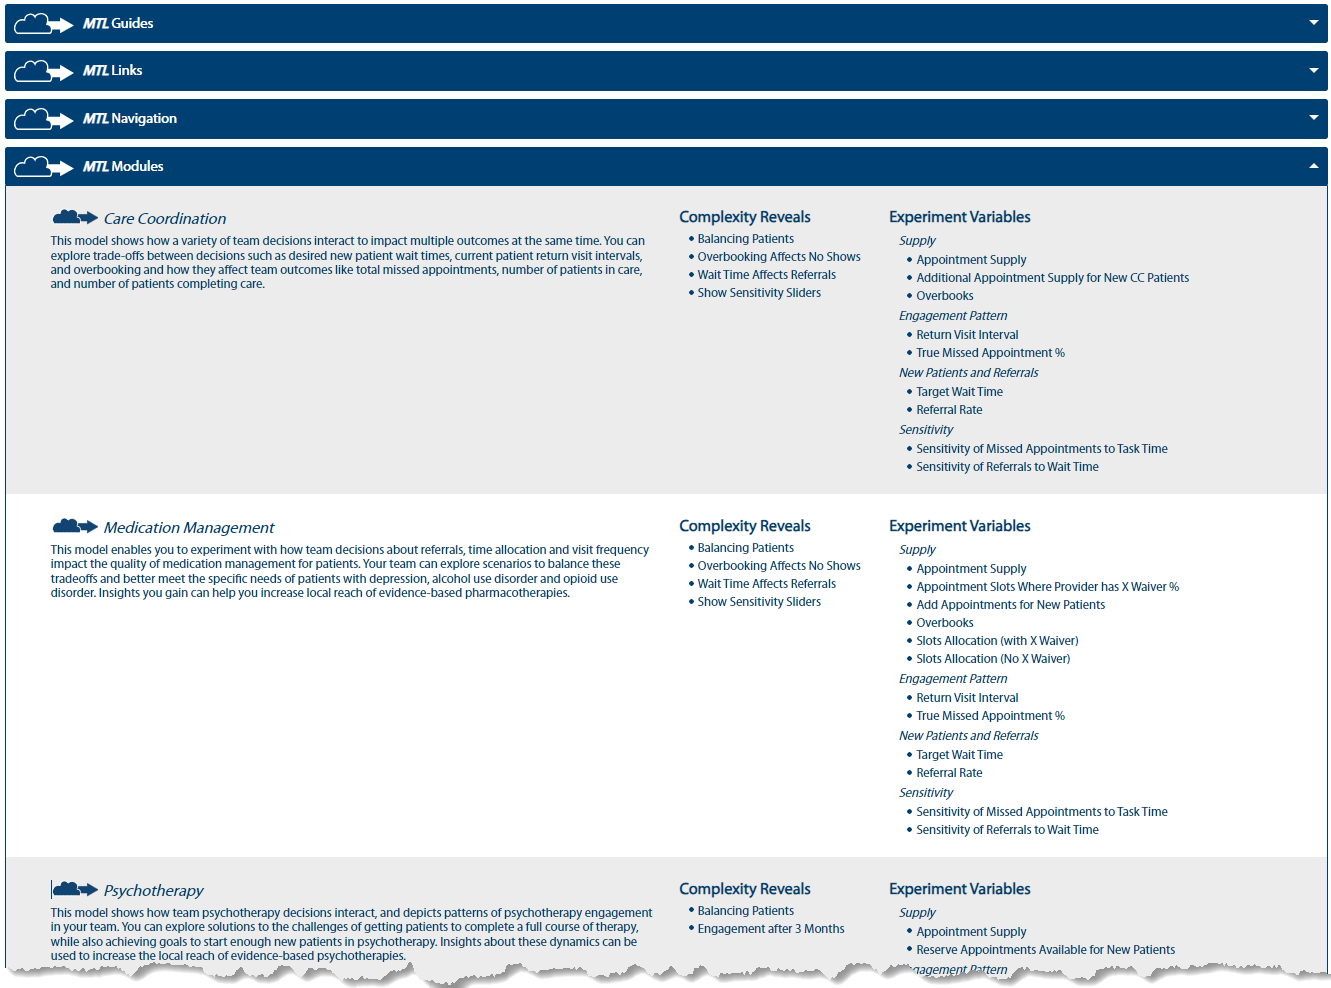 MTL Guides
MTL Links
MTL Navigation
MTL Modules
Care Coordination
This model shows how a variety of team decisions interact to impact multiple outcomes at the same time. You can
explore trade-offs between decisions such as desired new patient wait times, current patient return visit intervals,
and overbooking and how they affect team outcomes like total missed appointments, number of patients in care,
and number of patients completing care.
Complexity Reveals
• Balancing Patients
• Overbooking Affects No Shows
• Wait Time Affects Referrals
• Show Sensitivity Sliders
Experiment Variables
Supply
• Appointment Supply
• Additional Appointment Supply for New CC Patients
• Overbooks
Engagement Pattern
• Return Visit Interval
• True Missed Appointment %
New Patients and Referrals
• Target Wait Time
• Referral Rate
Sensitivity
• Sensitivity of Missed Appointments to Task Time
• Sensitivity of Referrals to Wait Time
Medication Management
This model enables you to experiment with how team decisions about referrals, time allocation and visit frequency
impact the quality of medication management for patients. Your team can explore scenarios to balance these
tradeoffs and better meet the specific needs of patients with depression, alcohol use disorder and opioid use
disorder. Insights you gain can help you increase local reach of evidence-based pharmacotherapies.
Complexity Reveals
• Balancing Patients
• Overbooking Affects No Shows
• Wait Time Affects Referrals
• Show Sensitivity Sliders
Experiment Variables
Supply
• Appointment Supply
• Appointment Slots Where Provider has X Waiver %
• Add Appointments for New Patients
• Overbooks
• Slots Allocation (with X Waiver)
• Slots Allocation (No X Waiver)
Engagement Pattern
• Return Visit Interval
• True Missed Appointment %
New Patients and Referrals
• Target Wait Time
• Referral Rate
Sensitivity
• Sensitivity of Missed Appointments to Task Time
• Sensitivity of Referrals to Wait Time
Psychotherapy
This model shows how team psychotherapy decisions interact, and depicts patterns of psychotherapy engagement
in your team. You can explore solutions to the challenges of getting patients to complete a full course of therapy,
while also achieving goals to start enough new patients in psychotherapy. Insights about these dynamics can be
used to increase the local reach of evidence-based psychotherapies.
Complexity Reveals
• Balancing Patients
• Engagement after 3 Months
Experiment Variables
Supply
• Appointment Supply
• Reserve Appointments Available for New Patients
Engagement Pattern